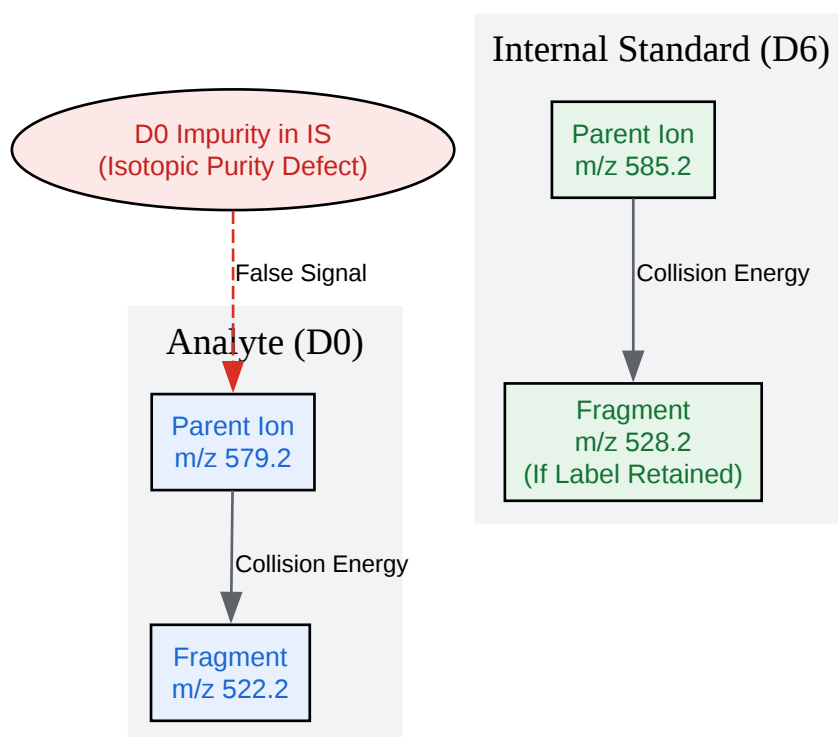 Internal Standard (D6)
D0 Impurity in IS
(Isotopic Purity Defect)
Parent Ion
m/z 585.2
False Signal
Collision Energy
Analyte (D0)
Parent Ion
m/z 579.2
Fragment
m/z 528.2
(If Label Retained)
Collision Energy
Fragment
m/z 522.2